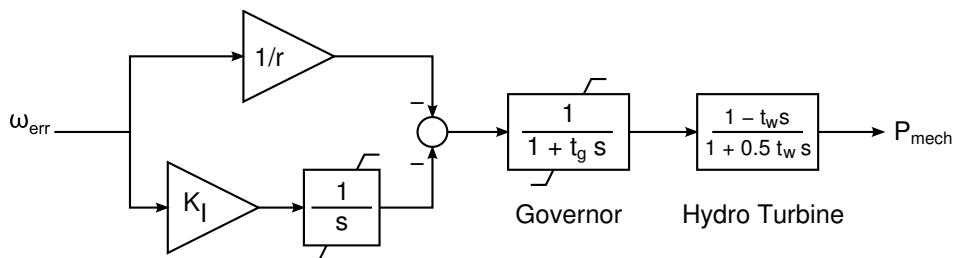 1/r
−
ω_err
K_I
1
s
−
1
1 + t_g s
Governor
1 − t_w s
1 + 0.5 t_w s
Hydro Turbine
P_mech